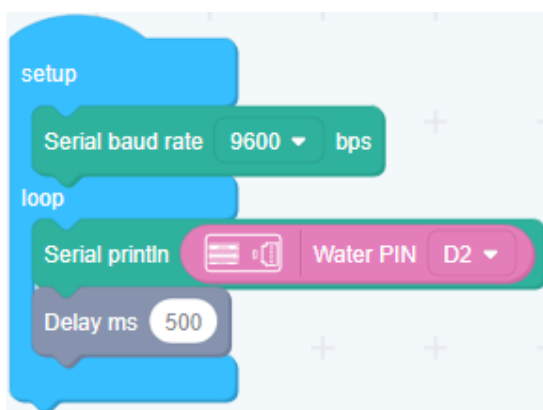 setup
Serial baud rate 9600 bps
loop
Serial println Water PIN D2
Delay ms 500